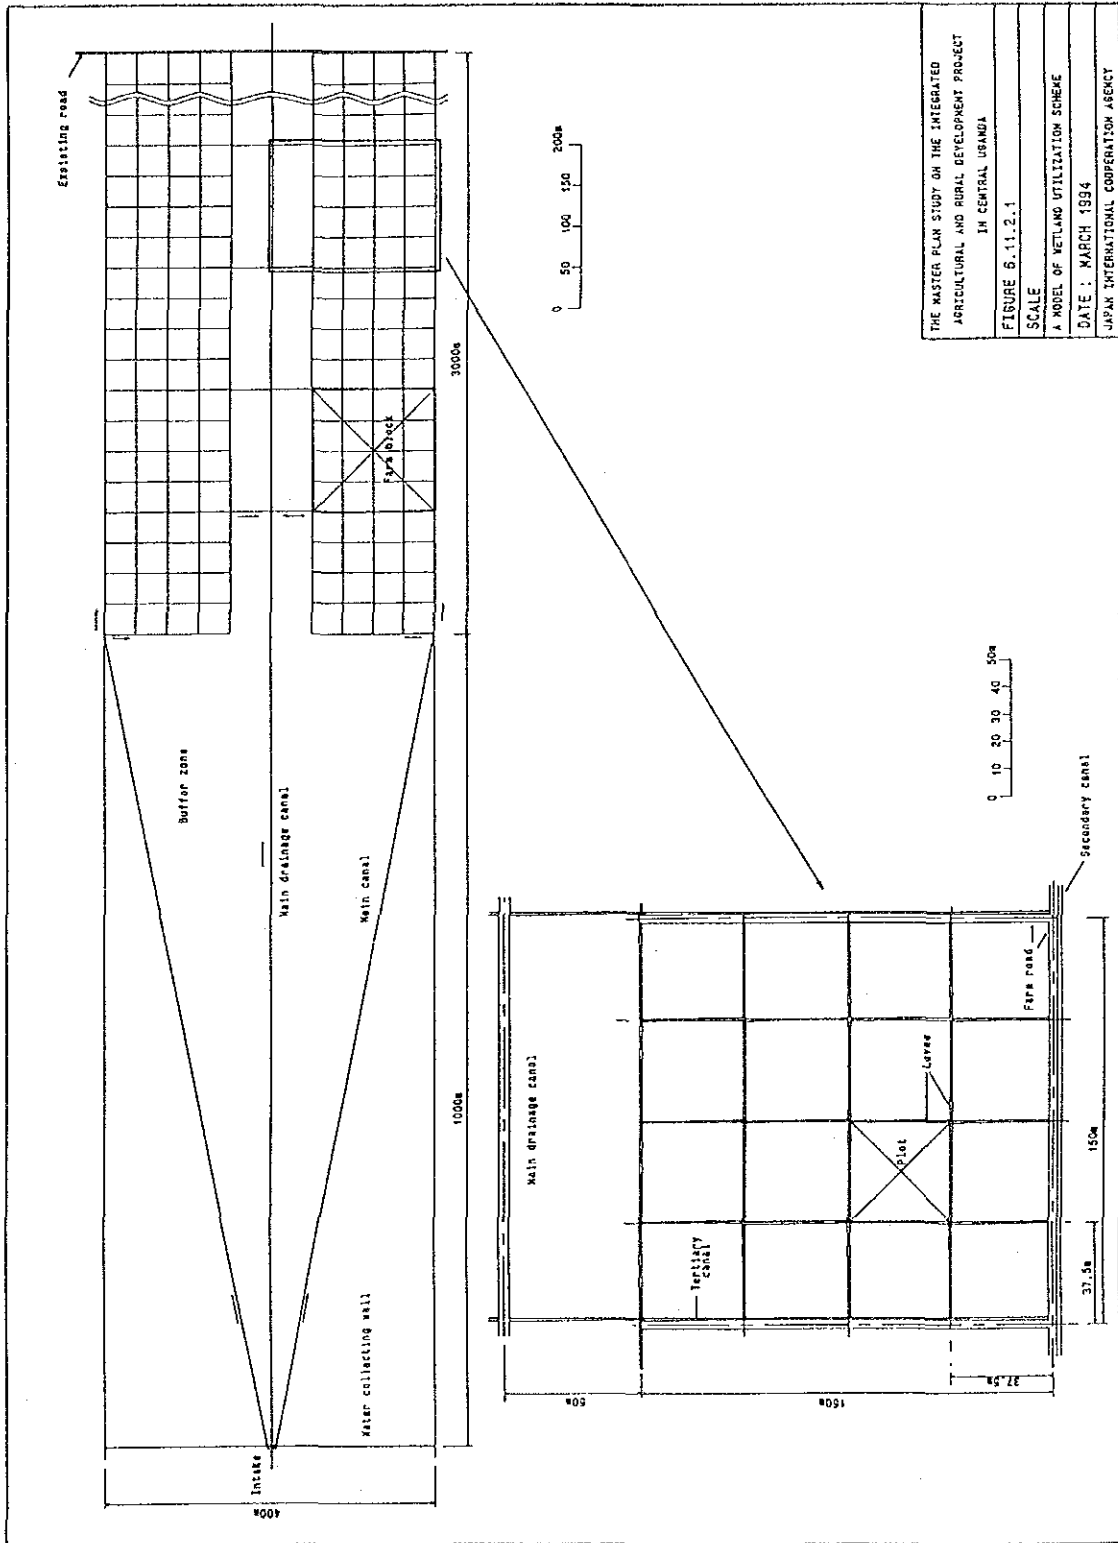 Existing road
Buffer zone
Main drainage canal
Main canal
Water collecting wall
Intake
400m
1000m
3000m
Farm block
0 50 100 150 200m
Main drainage canal
Tertiary canal
Plot
Levee
Farm road
Secondary canal
50m
150m
37.5m
37.5m
150m
0 10 20 30 40 50m
THE MASTER PLAN STUDY ON THE INTEGRATED
AGRICULTURAL AND RURAL DEVELOPMENT PROJECT
IN CENTRAL UGANDA
FIGURE 6.11.2.1
SCALE
A MODEL OF WETLAND UTILIZATION SCHEME
DATE : MARCH 1994
JAPAN INTERNATIONAL COOPERATION AGENCY